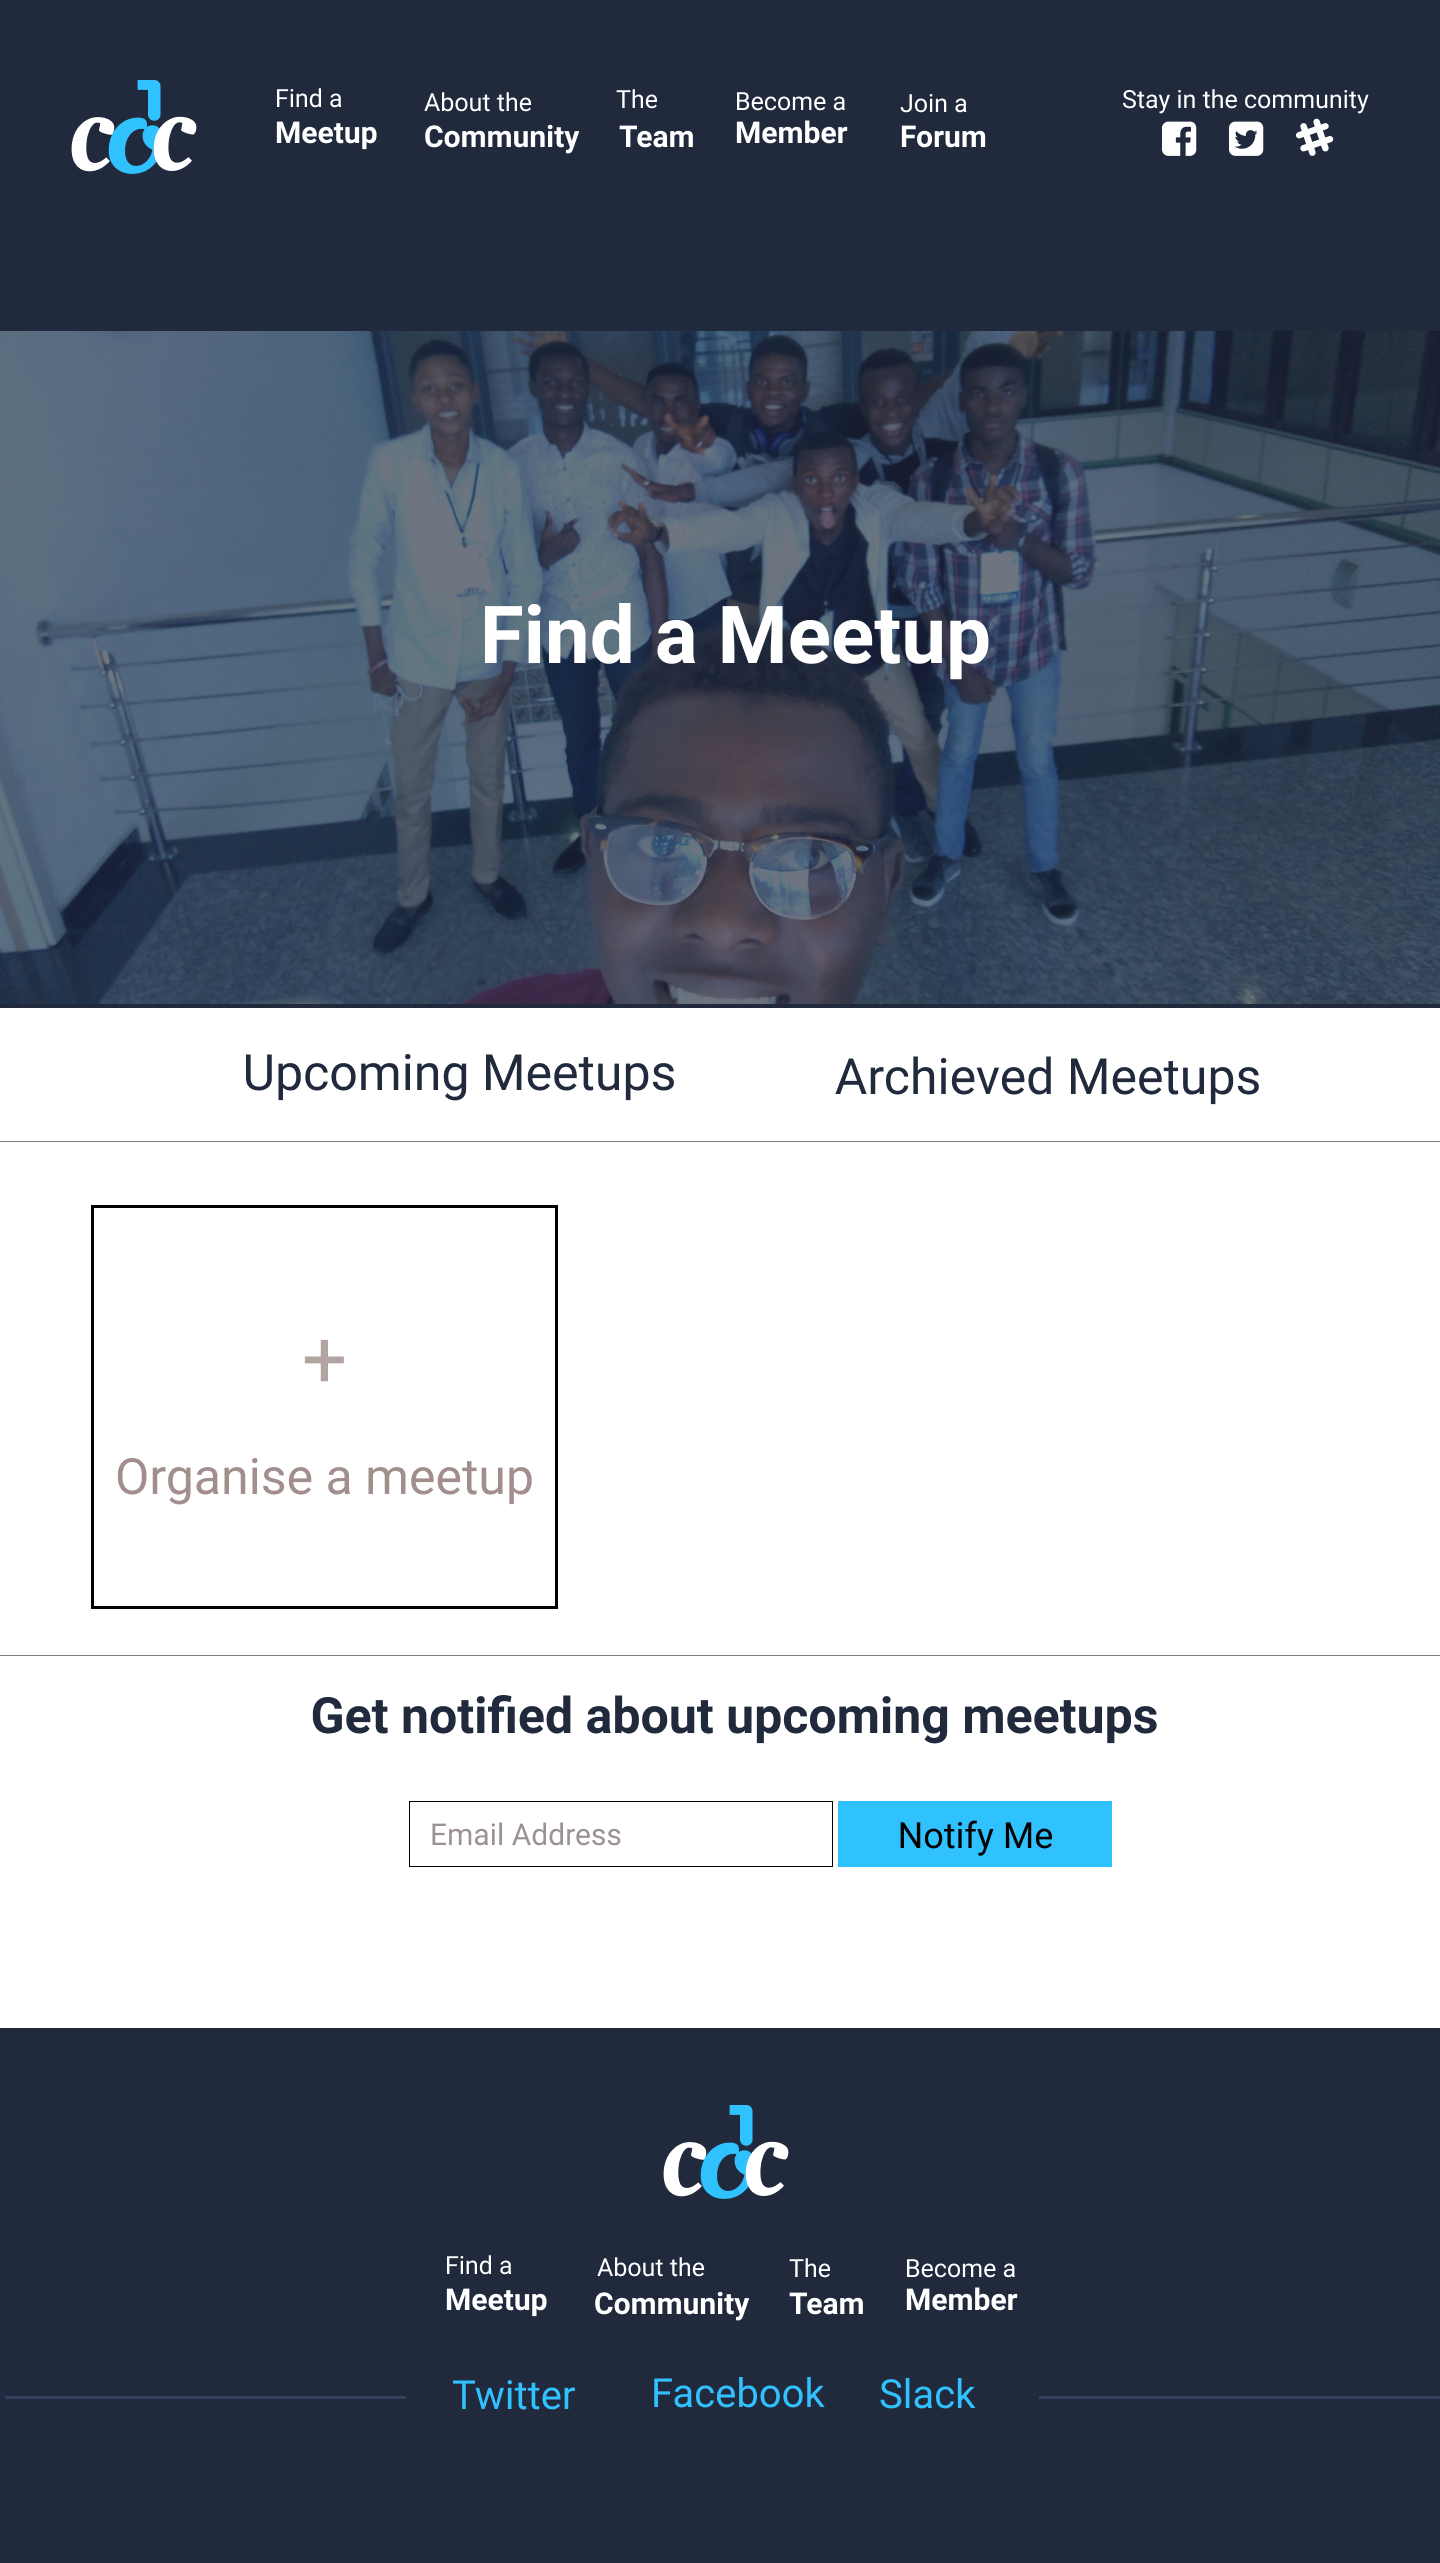 cdc
Find a
Meetup
About the
Community
The
Team
Become a
Member
Join a
Forum
Stay in the community
Find a Meetup
Upcoming Meetups
Archieved Meetups
+
Organise a meetup
Get notified about upcoming meetups
Email Address
Notify Me
cdc
Find a
Meetup
About the
Community
The
Team
Become a
Member
Twitter
Facebook
Slack